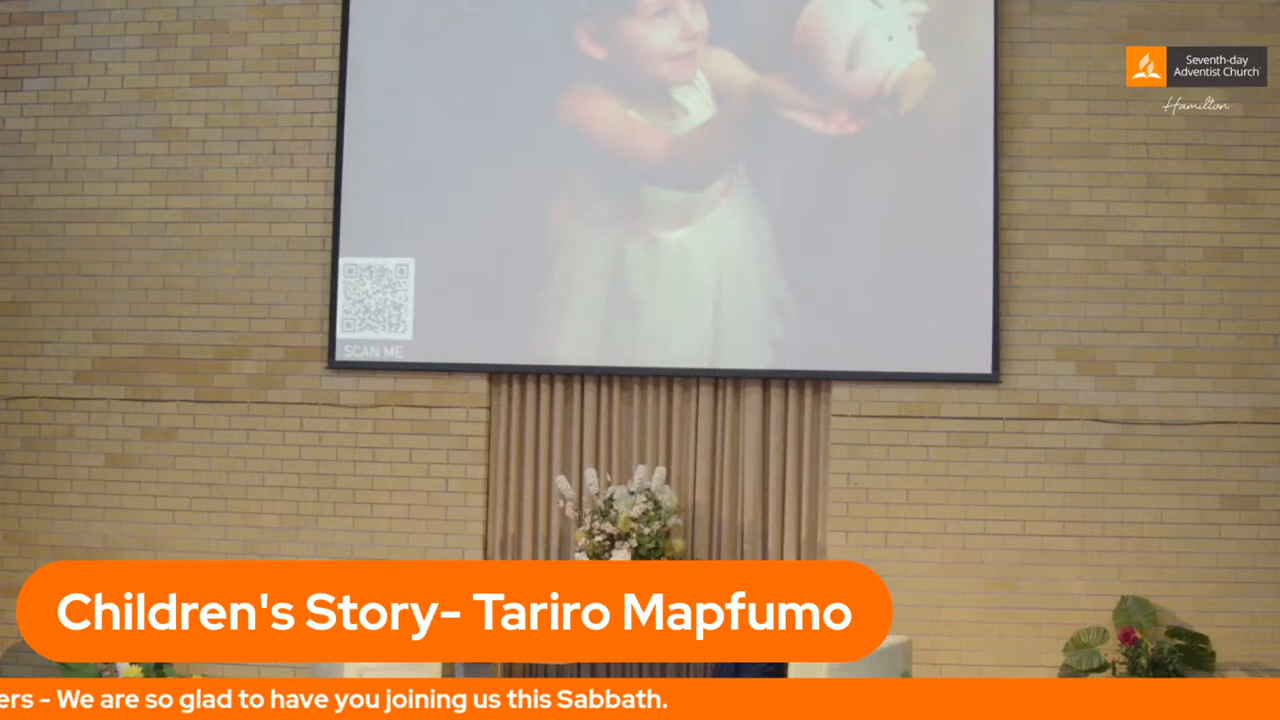 Seventh-day
Adventist Church
Hamilton
SCAN ME
Children's Story- Tariro Mapfumo
ers - We are so glad to have you joining us this Sabbath.